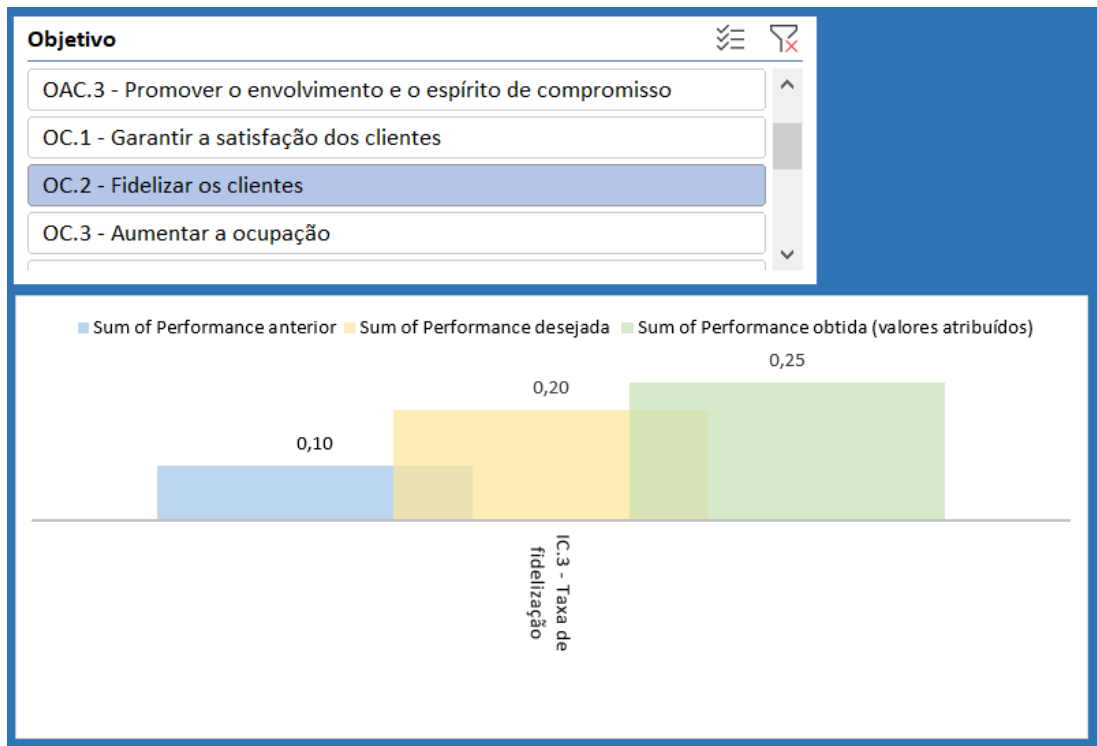 Objetivo
OAC.3 - Promover o envolvimento e o espírito de compromisso
OC.1 - Garantir a satisfação dos clientes
OC.2 - Fidelizar os clientes
OC.3 - Aumentar a ocupação
Sum of Performance anterior Sum of Performance desejada Sum of Performance obtida (valores atribuídos)
0,25
0,20
0,10
IC.3 - Taxa de
fidelização